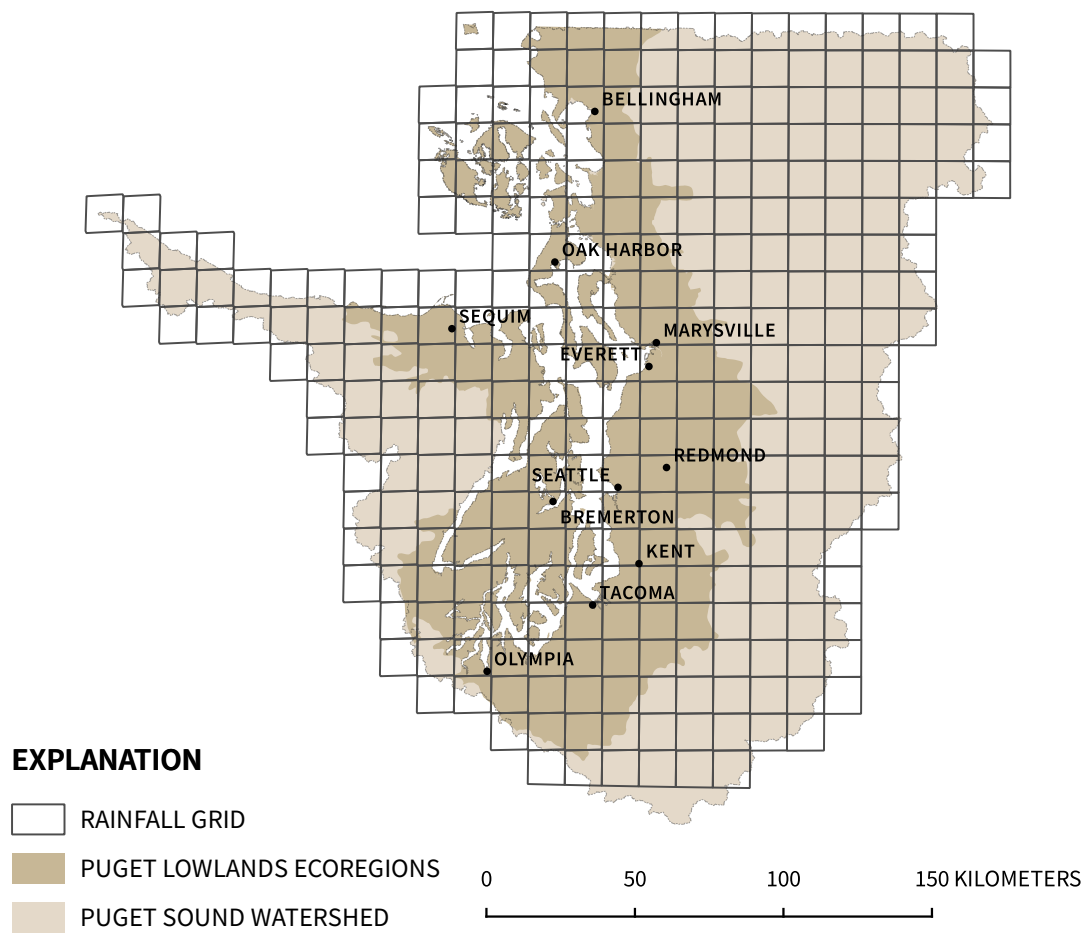 BELLINGHAM
OAK HARBOR
SEQUIM
MARYSVILLE
EVERETT
REDMOND
SEATTLE
BREMERTON
KENT
TACOMA
OLYMPIA
EXPLANATION
RAINFALL GRID
PUGET LOWLANDS ECOREGIONS
PUGET SOUND WATERSHED
0 50 100 150 KILOMETERS